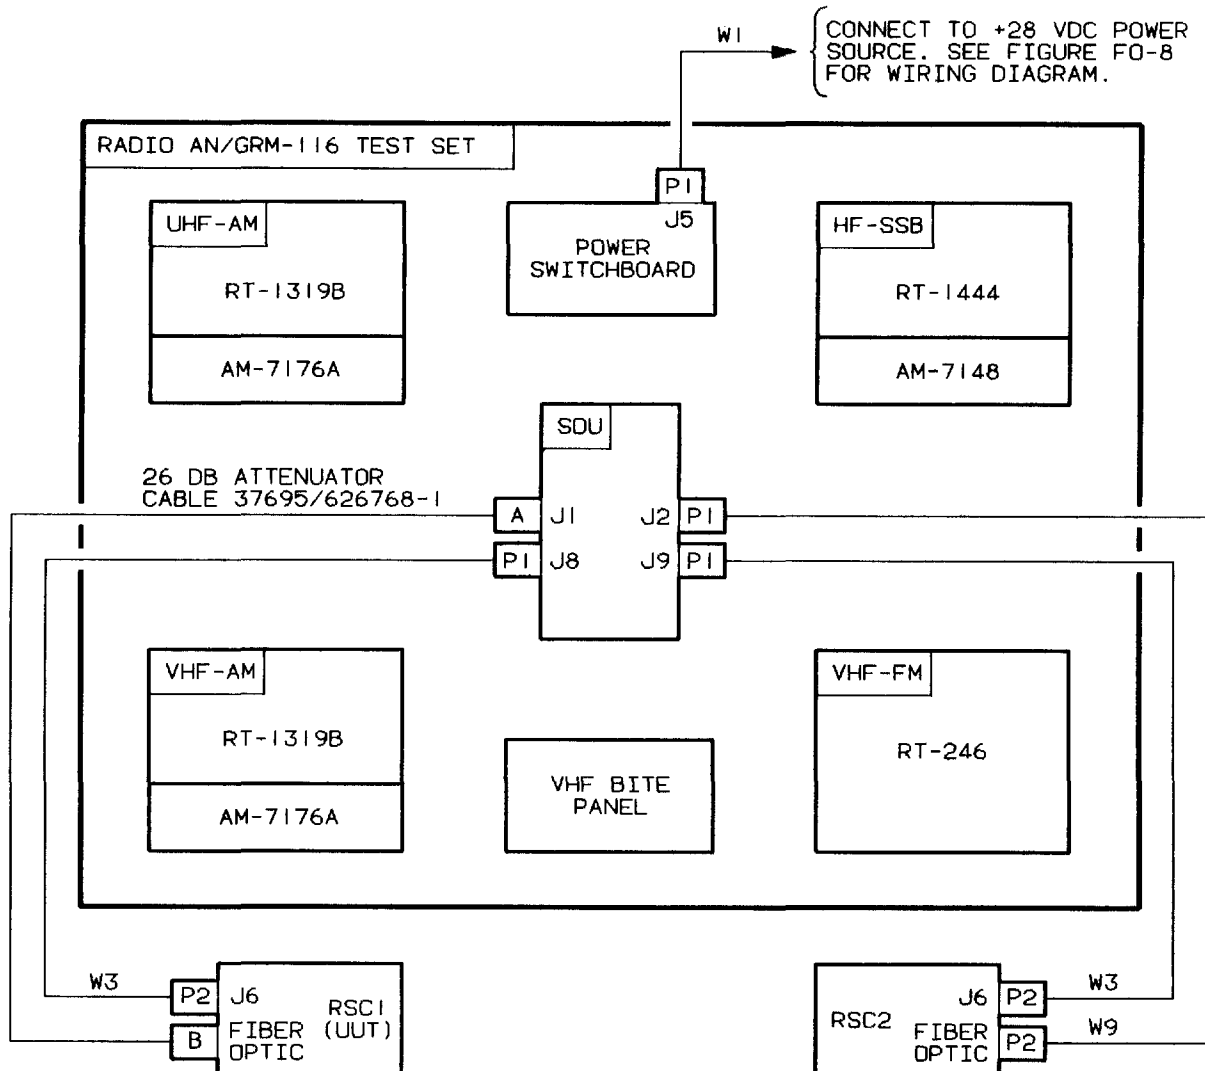 W1
CONNECT TO +28 VDC POWER
SOURCE. SEE FIGURE FO-8
FOR WIRING DIAGRAM.
RADIO AN/GRM-116 TEST SET
P1
J5
POWER
SWITCHBOARD
UHF-AM
RT-1319B
AM-7176A
HF-SSB
RT-1444
AM-7148
SDU
26 DB ATTENUATOR
CABLE 37695/626768-1
A J1 J2 P1
P1 J8 J9 P1
VHF-AM
RT-1319B
AM-7176A
VHF BITE
PANEL
VHF-FM
RT-246
W3
P2 J6
RSC1
(UUT)
B
FIBER
OPTIC
RSC2
J6 P2
W3
FIBER
OPTIC
P2
W9